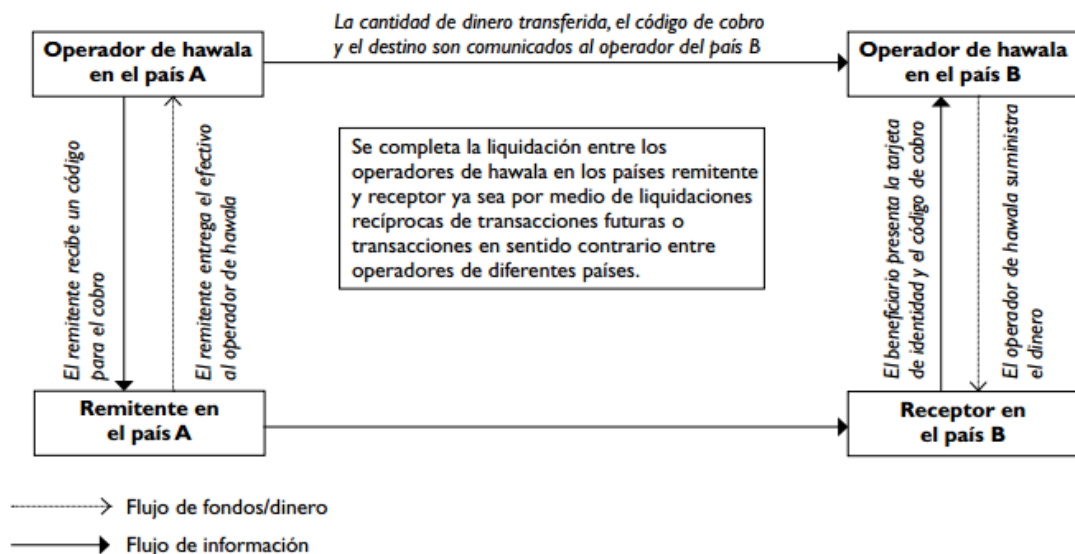 La cantidad de dinero transferida, el código de cobro
y el destino son comunicados al operador del país B
Operador de hawala
en el país A
Operador de hawala
en el país B
El remitente recibe un código
para el cobro
El remitente entrega el efectivo
al operador de hawala
Se completa la liquidación entre los
operadores de hawala en los países remitente
y receptor ya sea por medio de liquidaciones
recíprocas de transacciones futuras o
transacciones en sentido contrario entre
operadores de diferentes países.
El beneficiario presenta la tarjeta
de identidad y el código de cobro
El operador de hawala suministra
el dinero
Remitente en
el país A
Receptor en
el país B
Flujo de fondos/dinero
Flujo de información